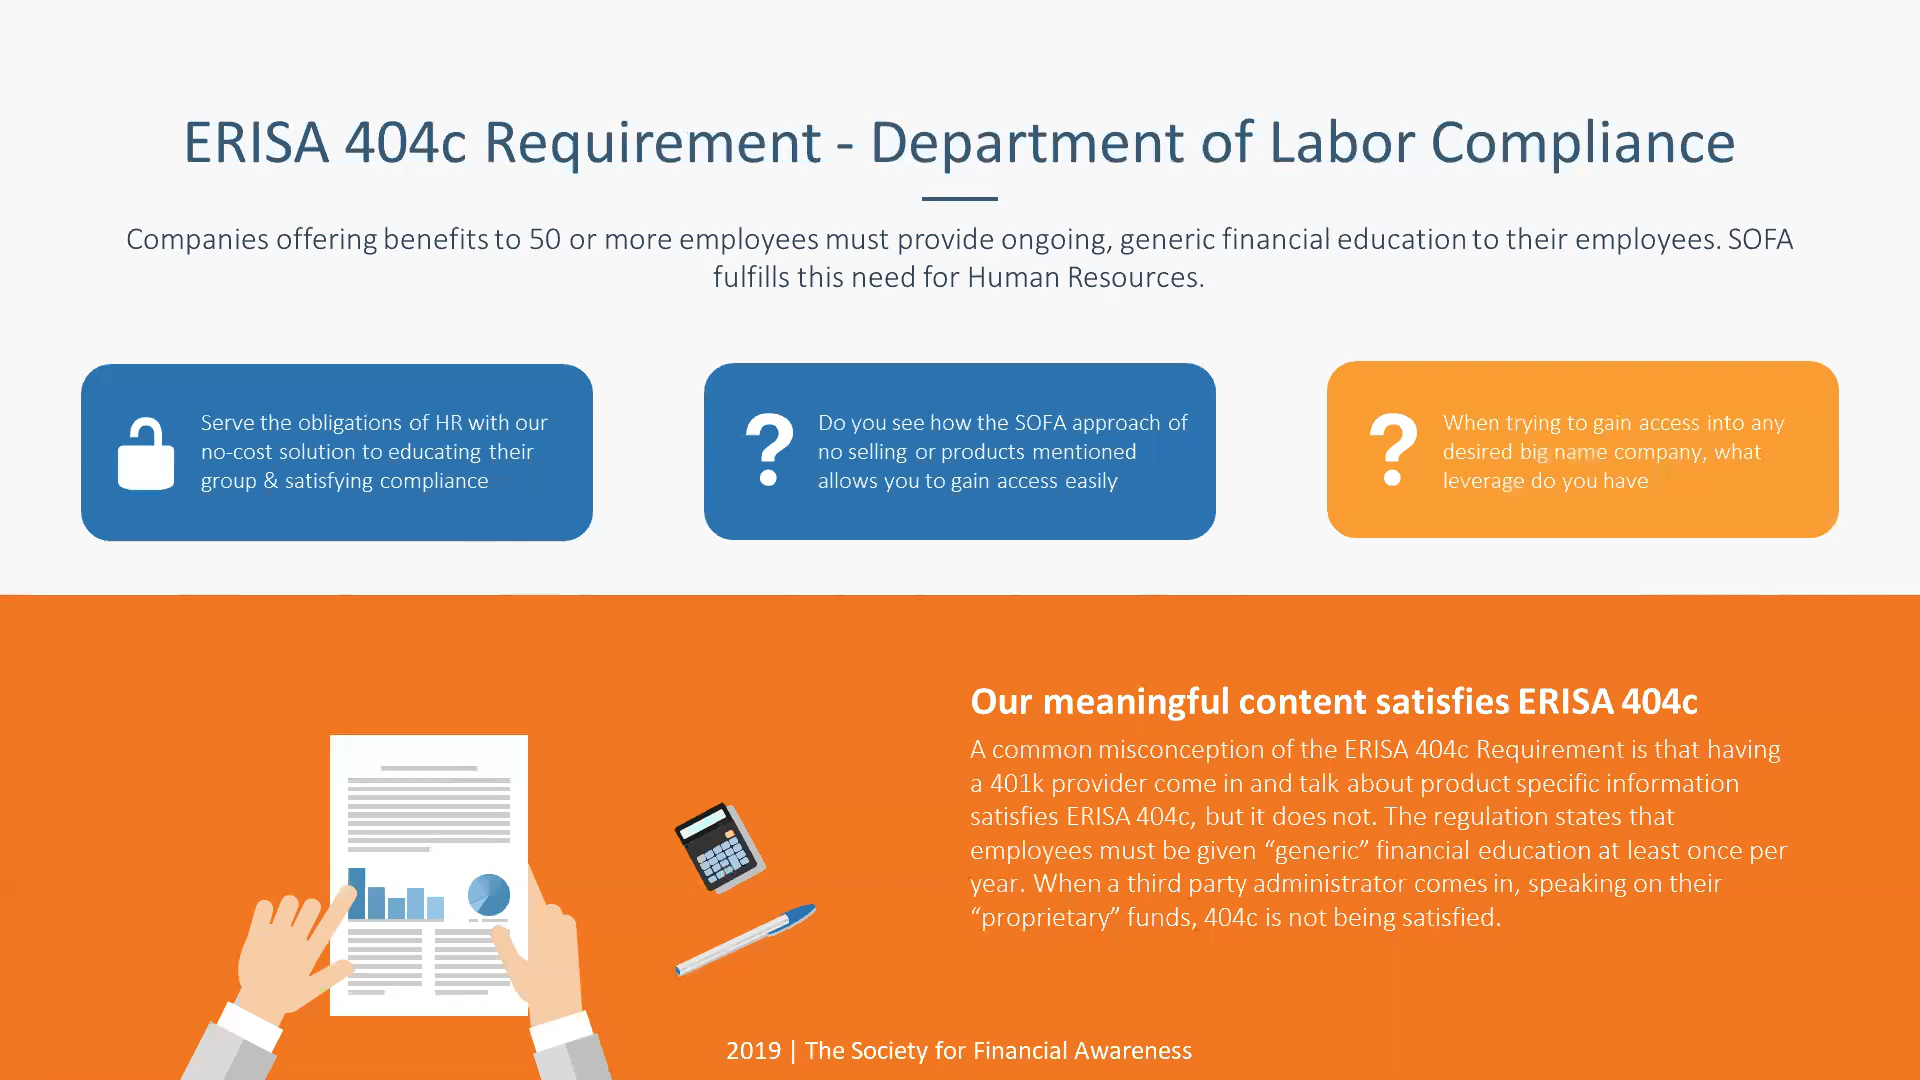 ERISA 404c Requirement - Department of Labor Compliance
Companies offering benefits to 50 or more employees must provide ongoing, generic financial education to their employees. SOFA
fulfills this need for Human Resources.
Serve the obligations of HR with our
no-cost solution to educating their
group & satisfying compliance
Do you see how the SOFA approach of
no selling or products mentioned
allows you to gain access easily
When trying to gain access into any
desired big name company, what
leverage do you have
Our meaningful content satisfies ERISA 404c
A common misconception of the ERISA 404c Requirement is that having
a 401k provider come in and talk about product specific information
satisfies ERISA 404c, but it does not. The regulation states that
employees must be given “generic” financial education at least once per
year. When a third party administrator comes in, speaking on their
“proprietary” funds, 404c is not being satisfied.
2019 | The Society for Financial Awareness